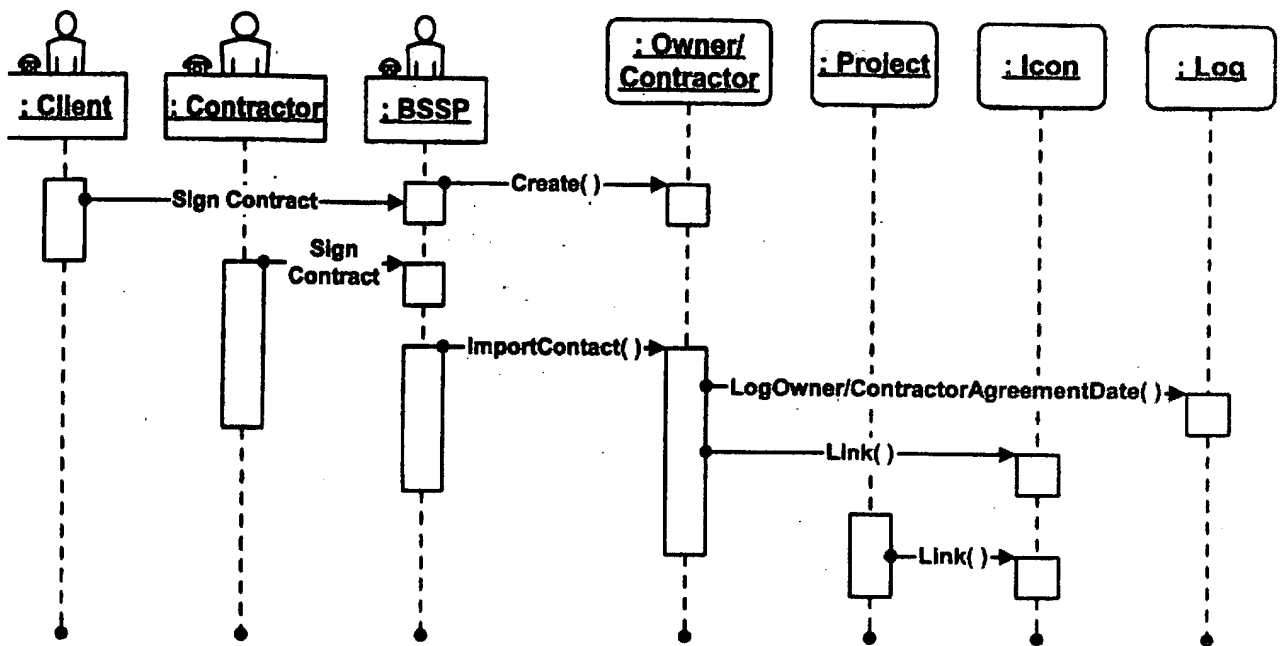 : Owner/
Contractor
: Client
: Contractor
: BSSP
: Project
: Icon
: Log
Sign Contract
Create( )
Sign
Contract
ImportContact( )
LogOwner/ContractorAgreementDate( )
Link( )
Link( )